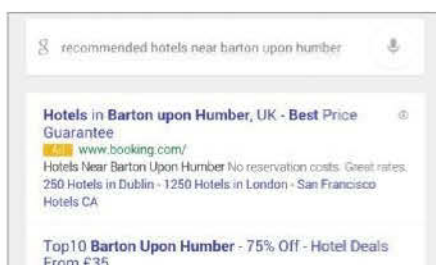 g recommended hotels near barton upon humber
Hotels in Barton upon Humber, UK - Best Price
Guarantee
Ad www.booking.com/
Hotels Near Barton Upon Humber No reservation costs. Great rates.
250 Hotels in Dublin - 1250 Hotels in London - San Francisco
Hotels CA
Top10 Barton Upon Humber - 75% Off - Hotel Deals
From £35